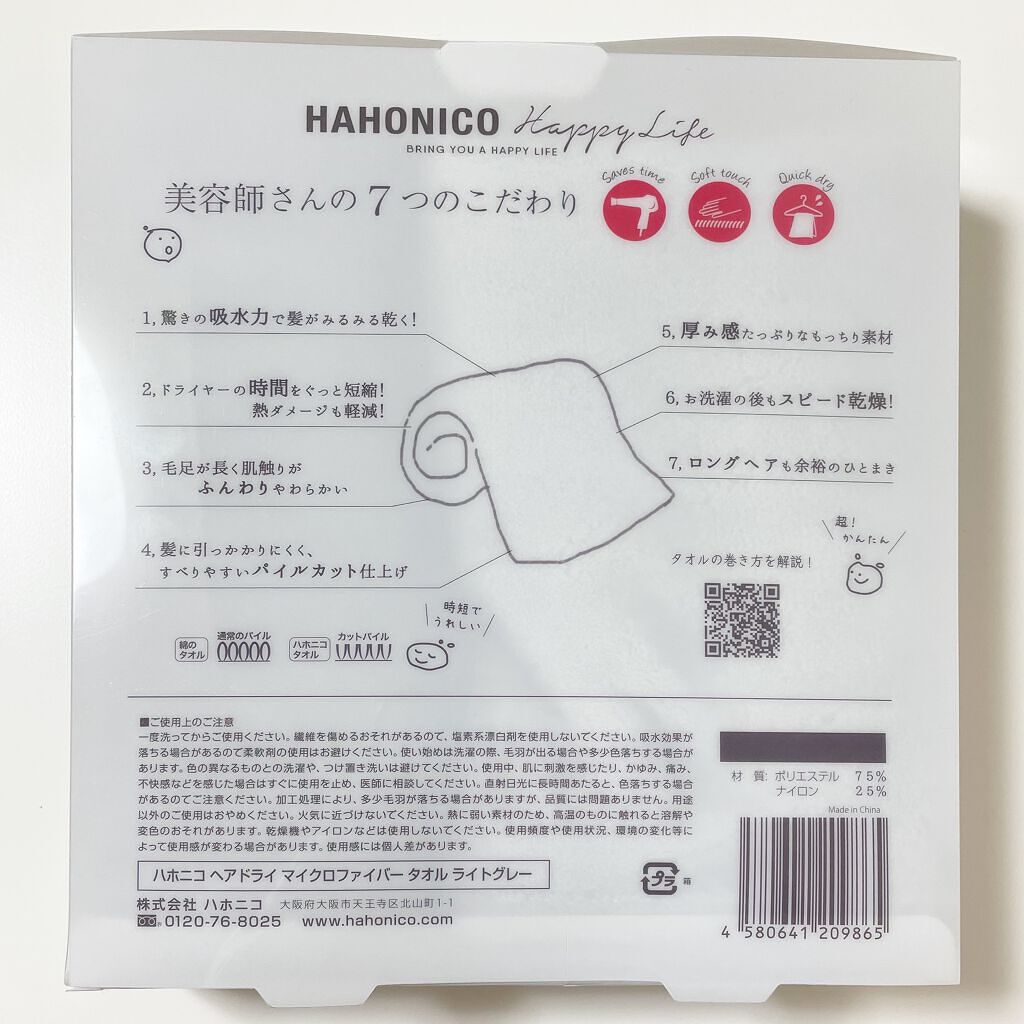 HAHONICO Happy Life
BRING YOU A HAPPY LIFE
美容師さんの7つのこだわり
Saves time
Soft touch
Quick dry
1, 驚きの吸水力で髪がみるみる乾く!
2, ドライヤーの時間をぐっと短縮!
熱ダメージも軽減!
3, 毛足が長く肌触りが
ふんわりやわらかい
4, 髪に引っかかりにくく、
すべりやすいパイルカット仕上げ
5, 厚み感たっぷりなもっちり素材
6, お洗濯の後もスピード乾燥!
7, ロングヘアも余裕のひとまき
超!
かんたん
タオルの巻き方を解説!
時短で
うれしい
綿の
タオル
通常のパイル
ハホニコ
タオル
カットパイル
■ご使用上のご注意
一度洗ってからご使用ください。繊維を傷めるおそれがあるので、塩素系漂白剤を使用しないでください。吸水効果が
落ちる場合があるので柔軟剤の使用はお避けください。使い始めは洗濯の際、毛羽が出る場合や多少色落ちする場合が
あります。色の異なるものとの洗濯や、つけ置き洗いは避けてください。使用中、肌に刺激を感じたり、かゆみ、痛み、
不快感などを感じた場合はすぐに使用を止め、医師に相談してください。直射日光に長時間あたると、色落ちする場合
があるのでご注意ください。加工処理により、多少毛羽が落ちる場合がありますが、品質には問題ありません。用途
以外のご使用はおやめください。火気に近づけないでください。熱に弱い素材のため、高温のものに触れると溶解や
変色のおそれがあります。乾燥機やアイロンなどは使用しないでください。使用頻度や使用状況、環境の変化等に
よって使用感が変わる場合があります。使用感には個人差があります。
ハホニコ ヘアドライ マイクロファイバー タオル ライトグレー
株式会社 ハホニコ 大阪府大阪市天王寺区北山町1-1
0120-76-8025 www.hahonico.com
プラ 箱
材 質: ポリエステル 75%
ナイロン 25%
Made in China
4 580641 209865